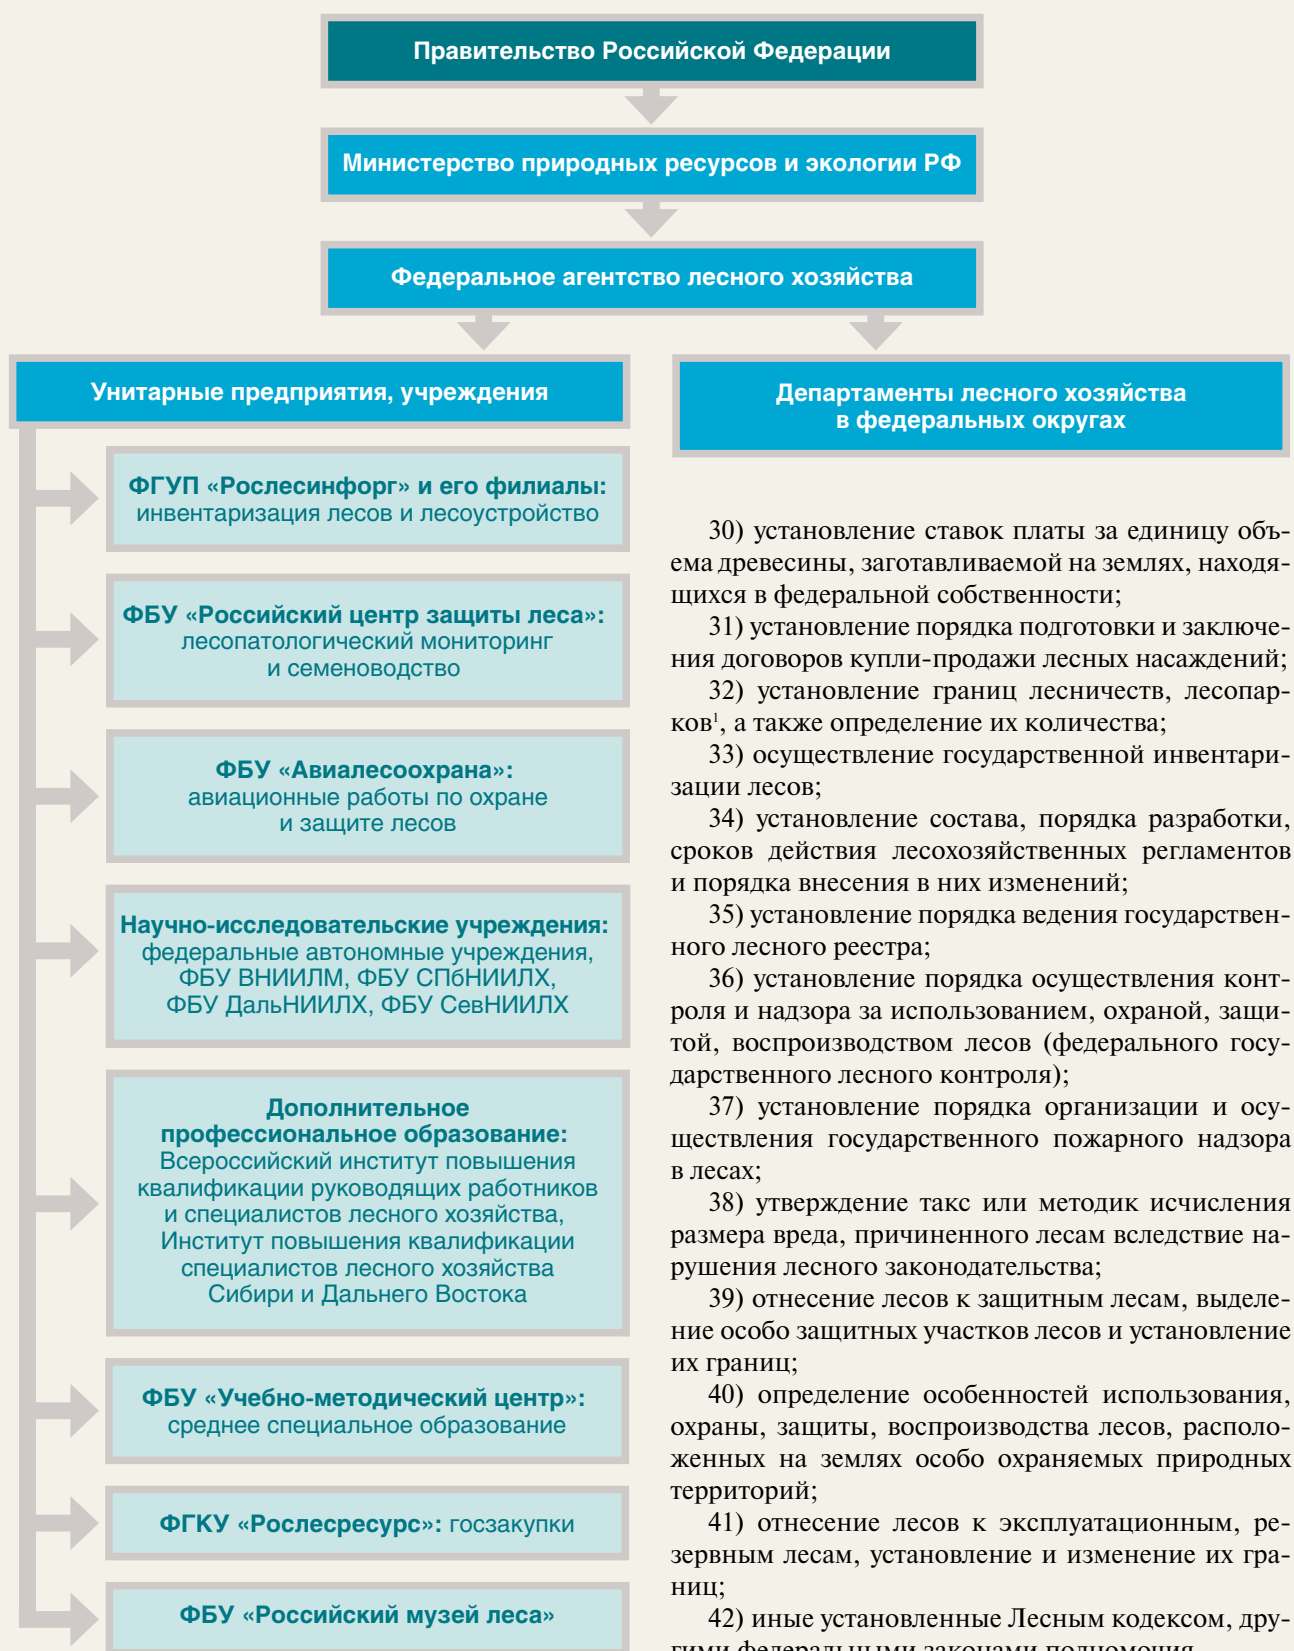 Правительство Российской Федерации
Министерство природных ресурсов и экологии РФ
Федеральное агентство лесного хозяйства
Унитарные предприятия, учреждения
Департаменты лесного хозяйства
в федеральных округах
ФГУП «Рослесинфорг» и его филиалы:
инвентаризация лесов и лесоустройство
ФБУ «Российский центр защиты леса»:
лесопатологический мониторинг
и семеноводство
ФБУ «Авиалесоохрана»:
авиационные работы по охране
и защите лесов
Научно-исследовательские учреждения:
федеральные автономные учреждения,
ФБУ ВНИИЛМ, ФБУ СПбНИИЛХ,
ФБУ ДальНИИЛХ, ФБУ СевНИИЛХ
Дополнительное
профессиональное образование:
Всероссийский институт повышения
квалификации руководящих работников
и специалистов лесного хозяйства,
Институт повышения квалификации
специалистов лесного хозяйства
Сибири и Дальнего Востока
ФБУ «Учебно-методический центр»:
среднее специальное образование
ФГКУ «Рослесресурс»: госзакупки
ФБУ «Российский музей леса»
30) установление ставок платы за единицу объ-
ема древесины, заготавливаемой на землях, находя-
щихся в федеральной собственности;
31) установление порядка подготовки и заключе-
ния договоров купли-продажи лесных насаждений;
32) установление границ лесничеств, лесопар-
ков¹, а также определение их количества;
33) осуществление государственной инвентари-
зации лесов;
34) установление состава, порядка разработки,
сроков действия лесохозяйственных регламентов
и порядка внесения в них изменений;
35) установление порядка ведения государствен-
ного лесного реестра;
36) установление порядка осуществления конт-
роля и надзора за использованием, охраной, защи-
той, воспроизводством лесов (федерального госу-
дарственного лесного контроля);
37) установление порядка организации и осу-
ществления государственного пожарного надзора
в лесах;
38) утверждение такс или методик исчисления
размера вреда, причиненного лесам вследствие на-
рушения лесного законодательства;
39) отнесение лесов к защитным лесам, выделе-
ние особо защитных участков лесов и установление
их границ;
40) определение особенностей использования,
охраны, защиты, воспроизводства лесов, располо-
женных на землях особо охраняемых природных
территорий;
41) отнесение лесов к эксплуатационным, ре-
зервным лесам, установление и изменение их гра-
ниц;
42) иные установленные Лесным кодексом, дру-
гими федеральными законами полномочия.